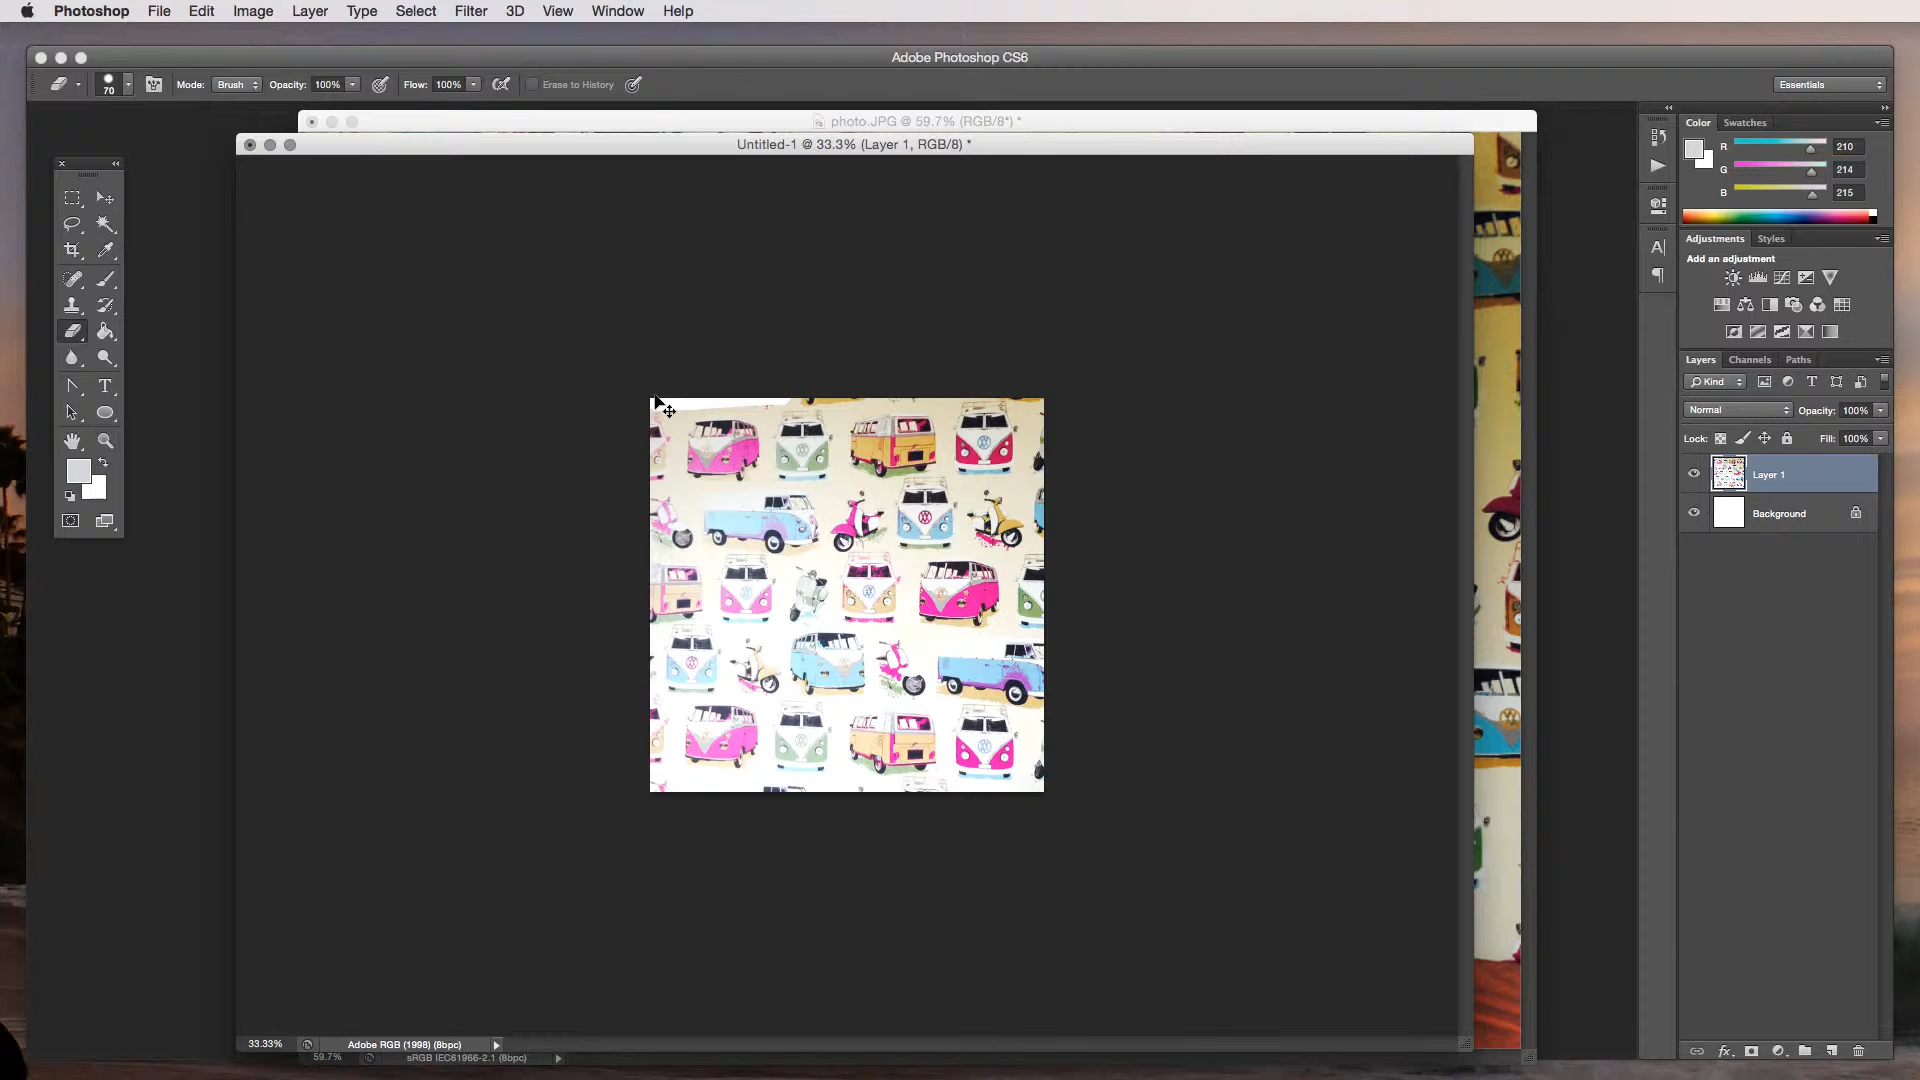 Photoshop File Edit Image Layer Type Select Filter 3D View Window Help
Adobe Photoshop CS6
70 Mode: Brush Opacity: 100% Flow: 100% Erase to History Essentials
photo.JPG @ 59.7% (RGB/8*) *
Untitled-1 @ 33.3% (Layer 1, RGB/8) *
Color Swatches
R 210
G 214
B 215
Adjustments Styles
Add an adjustment
Layers Channels Paths
Kind
Normal Opacity: 100%
Lock: Fill: 100%
Layer 1
Background
33.33% Adobe RGB (1998) (8bpc)
59.7% sRGB IEC61966-2.1 (8bpc)